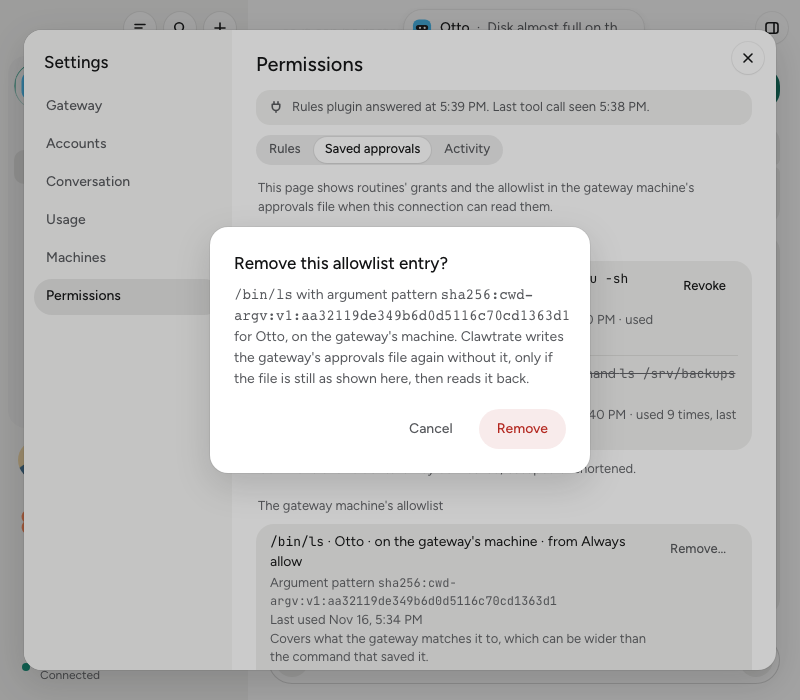 Otto · Disk almost full on th
Settings
Gateway
Accounts
Conversation
Usage
Machines
Permissions
Connected
Permissions
Rules plugin answered at 5:39 PM. Last tool call seen 5:38 PM.
Rules
Saved approvals
Activity
This page shows routines' grants and the allowlist in the gateway machine's
approvals file when this connection can read them.
-sh
Revoke
PM · used
ls /srv/backups
40 PM · used 9 times, last
Remove this allowlist entry?
/bin/ls with argument pattern sha256:cwd-
argv:v1:aa32119de349b6d0d5116c70cd1363d1
for Otto, on the gateway's machine. Clawtrate writes
the gateway's approvals file again without it, only if
the file is still as shown here, then reads it back.
Cancel
Remove
The gateway machine's allowlist
/bin/ls · Otto · on the gateway's machine · from Always
allow
Remove...
Argument pattern sha256:cwd-
argv:v1:aa32119de349b6d0d5116c70cd1363d1
Last used Nov 16, 5:34 PM
Covers what the gateway matches it to, which can be wider than
the command that saved it.